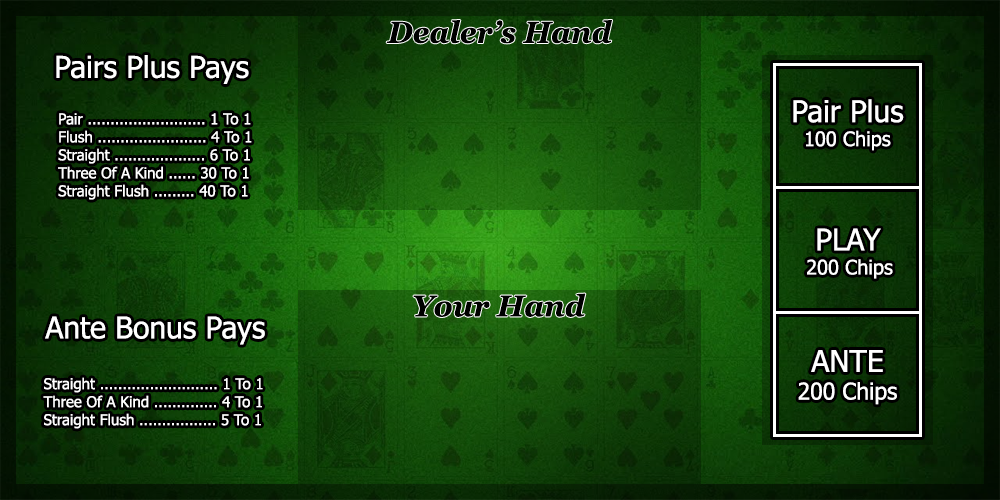 Dealer’s Hand
Pairs Plus Pays
Pair .......................... 1 To 1
Flush ........................ 4 To 1
Straight .................... 6 To 1
Three Of A Kind ...... 30 To 1
Straight Flush ......... 40 To 1
Pair Plus
100 Chips
PLAY
200 Chips
Your Hand
Ante Bonus Pays
Straight .......................... 1 To 1
Three Of A Kind .............. 4 To 1
Straight Flush ................. 5 To 1
ANTE
200 Chips